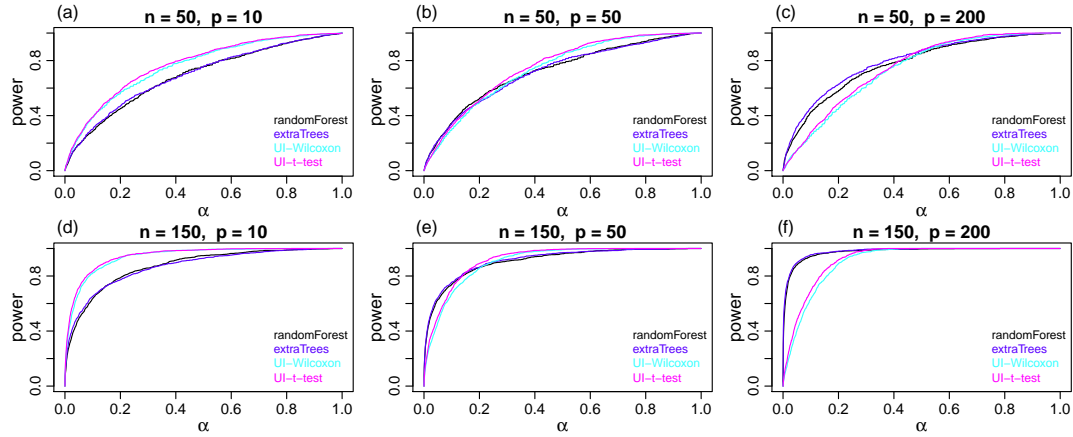 (a)
n = 50, p = 10
power
0.8
0.4
0.0
randomForest
extraTrees
UI−Wilcoxon
UI−t−test
0.0 0.2 0.4 0.6 0.8 1.0
α
(b)
n = 50, p = 50
power
0.8
0.4
0.0
randomForest
extraTrees
UI−Wilcoxon
UI−t−test
0.0 0.2 0.4 0.6 0.8 1.0
α
(c)
n = 50, p = 200
power
0.8
0.4
0.0
randomForest
extraTrees
UI−Wilcoxon
UI−t−test
0.0 0.2 0.4 0.6 0.8 1.0
α
(d)
n = 150, p = 10
power
0.8
0.4
0.0
randomForest
extraTrees
UI−Wilcoxon
UI−t−test
0.0 0.2 0.4 0.6 0.8 1.0
α
(e)
n = 150, p = 50
power
0.8
0.4
0.0
randomForest
extraTrees
UI−Wilcoxon
UI−t−test
0.0 0.2 0.4 0.6 0.8 1.0
α
(f)
n = 150, p = 200
power
0.8
0.4
0.0
randomForest
extraTrees
UI−Wilcoxon
UI−t−test
0.0 0.2 0.4 0.6 0.8 1.0
α